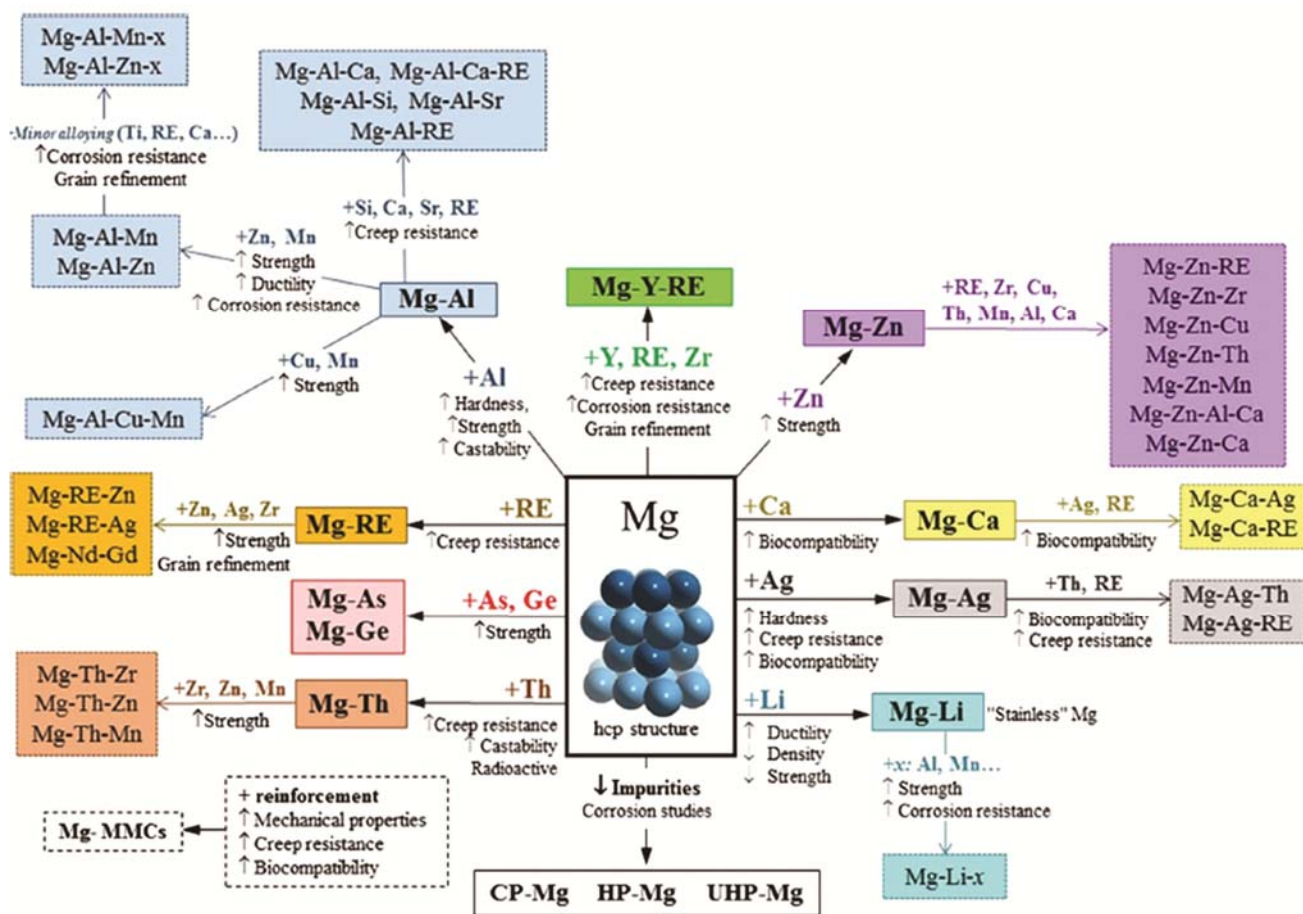 Mg-Al-Mn-x
Mg-Al-Zn-x
-Minor alloying (Ti, RE, Ca…)
↑Corrosion resistance
Grain refinement
Mg-Al-Mn
Mg-Al-Zn
Mg-Al-Ca, Mg-Al-Ca-RE
Mg-Al-Si, Mg-Al-Sr
Mg-Al-RE
+Si, Ca, Sr, RE
↑Creep resistance
+Zn, Mn
↑ Strength
↑ Ductility
↑ Corrosion resistance
Mg-Al
+Cu, Mn
↑ Strength
Mg-Al-Cu-Mn
+Al
↑ Hardness,
↑Strength
↑ Castability
Mg-Y-RE
+Y, RE, Zr
↑Creep resistance
↑Corrosion resistance
Grain refinement
Mg-Zn
+Zn
↑ Strength
+RE, Zr, Cu,
Th, Mn, Al, Ca
Mg-Zn-RE
Mg-Zn-Zr
Mg-Zn-Cu
Mg-Zn-Th
Mg-Zn-Mn
Mg-Zn-Al-Ca
Mg-Zn-Ca
Mg-RE-Zn
Mg-RE-Ag
Mg-Nd-Gd
+Zn, Ag, Zr
↑Strength
Grain refinement
Mg-RE
+RE
↑Creep resistance
Mg
hcp structure
+Ca
↑ Biocompatibility
Mg-Ca
+Ag, RE
↑ Biocompatibility
Mg-Ca-Ag
Mg-Ca-RE
Mg-As
Mg-Ge
+As, Ge
↑Strength
+Ag
↑ Hardness
↑ Creep resistance
↑ Biocompatibility
Mg-Ag
+Th, RE
↑ Biocompatibility
↑ Creep resistance
Mg-Ag-Th
Mg-Ag-RE
Mg-Th-Zr
Mg-Th-Zn
Mg-Th-Mn
+Zr, Zn, Mn
↑Strength
Mg-Th
+Th
↑Creep resistance
↑ Castability
Radioactive
+Li
↑ Ductility
↓ Density
↓ Strength
Mg-Li
"Stainless" Mg
+x: Al, Mn…
↑ Strength
↑ Corrosion resistance
Mg-Li-x
Mg- MMCs
+ reinforcement
↑ Mechanical properties
↑ Creep resistance
↑ Biocompatibility
↓ Impurities
Corrosion studies
CP-Mg HP-Mg UHP-Mg